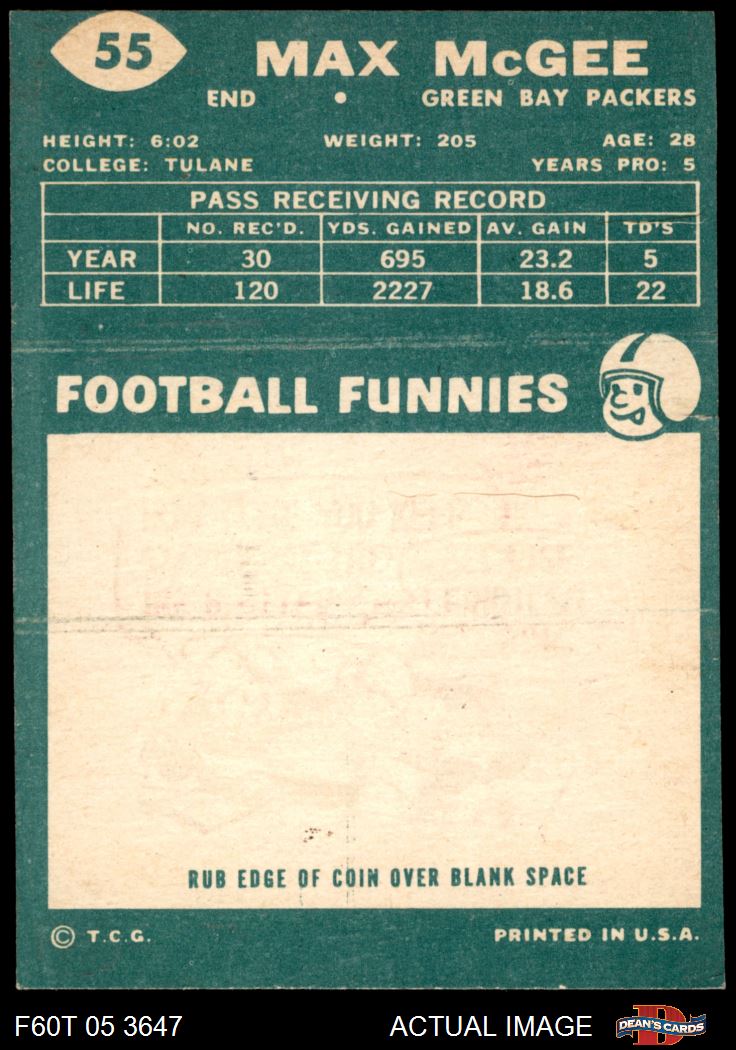 55
MAX McGEE
END • GREEN BAY PACKERS
HEIGHT: 6:02 WEIGHT: 205 AGE: 28
COLLEGE: TULANE YEARS PRO: 5
PASS RECEIVING RECORD
NO. REC'D. YDS. GAINED AV. GAIN TD'S
YEAR 30 695 23.2 5
LIFE 120 2227 18.6 22
FOOTBALL FUNNIES
RUB EDGE OF COIN OVER BLANK SPACE
© T.C.G. PRINTED IN U.S.A.
F60T 05 3647 ACTUAL IMAGE DEAN'S CARDS